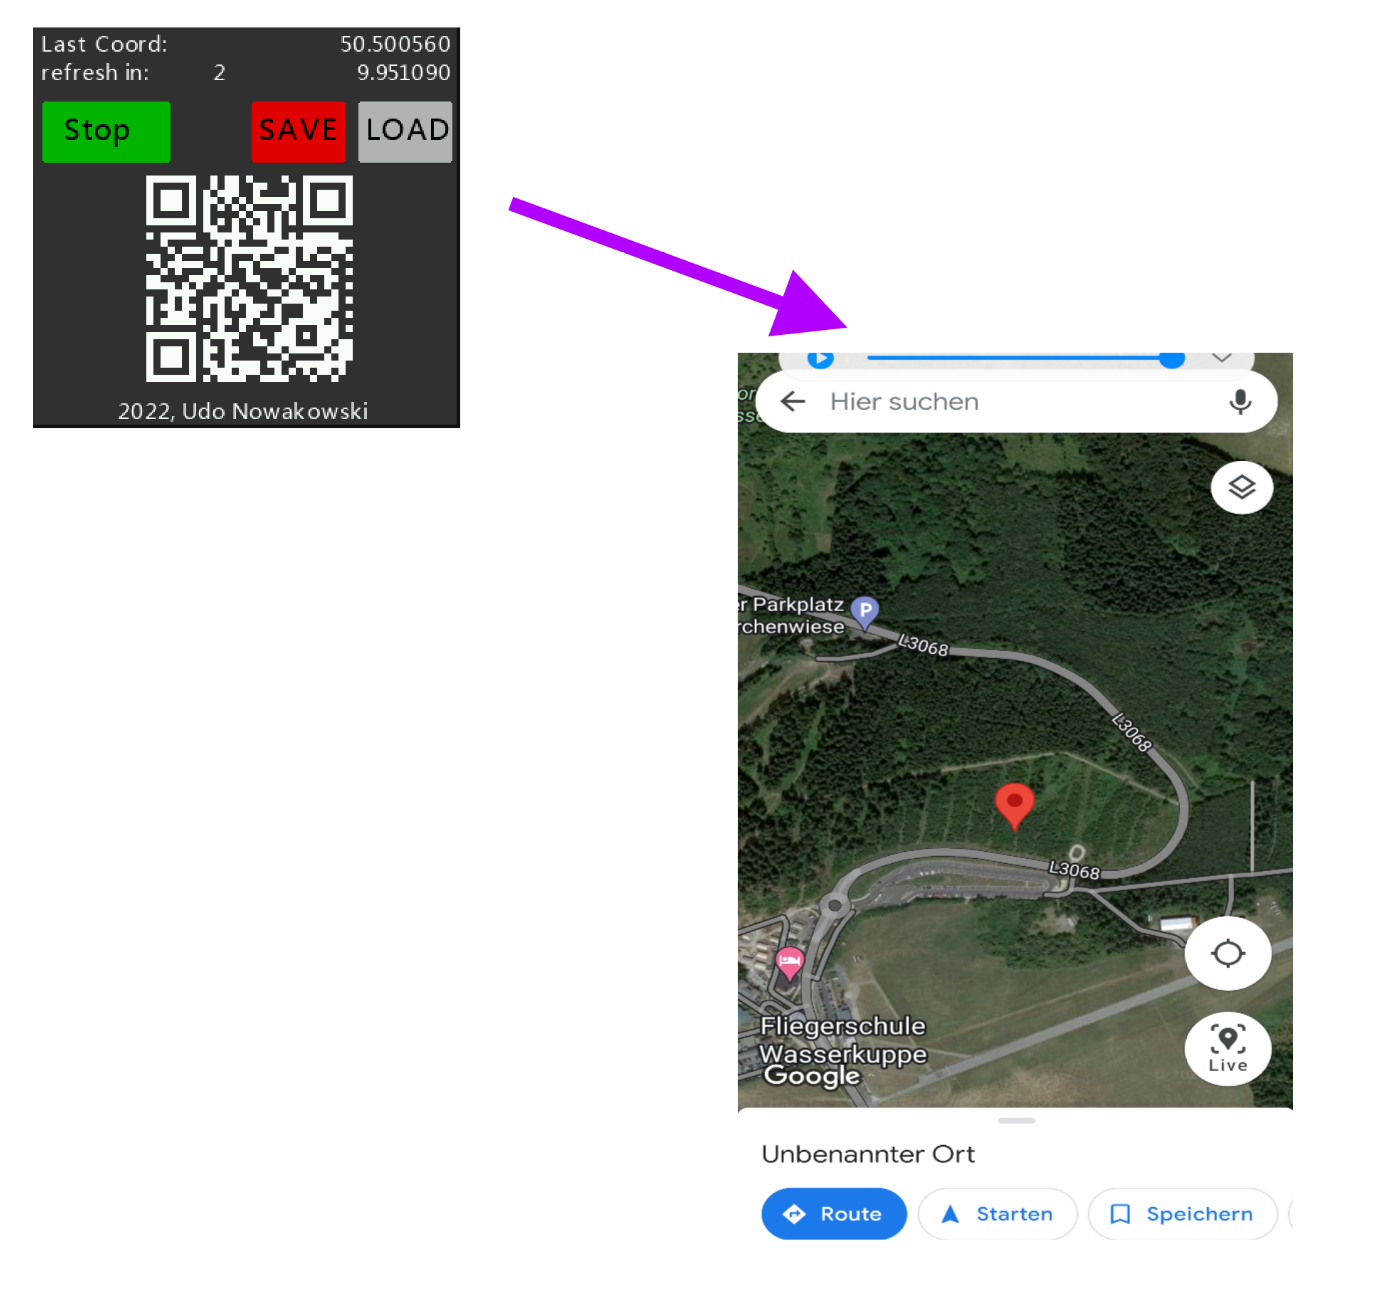 Last Coord: 50.500560
refresh in: 2 9.951090
Stop SAVE LOAD
2022, Udo Nowakowski
Hier suchen
Parkplatz
P
L3068
L3068
L3068
Fliegerschule
Wasserkuppe
Google
Live
Unbenannter Ort
Route Starten Speichern